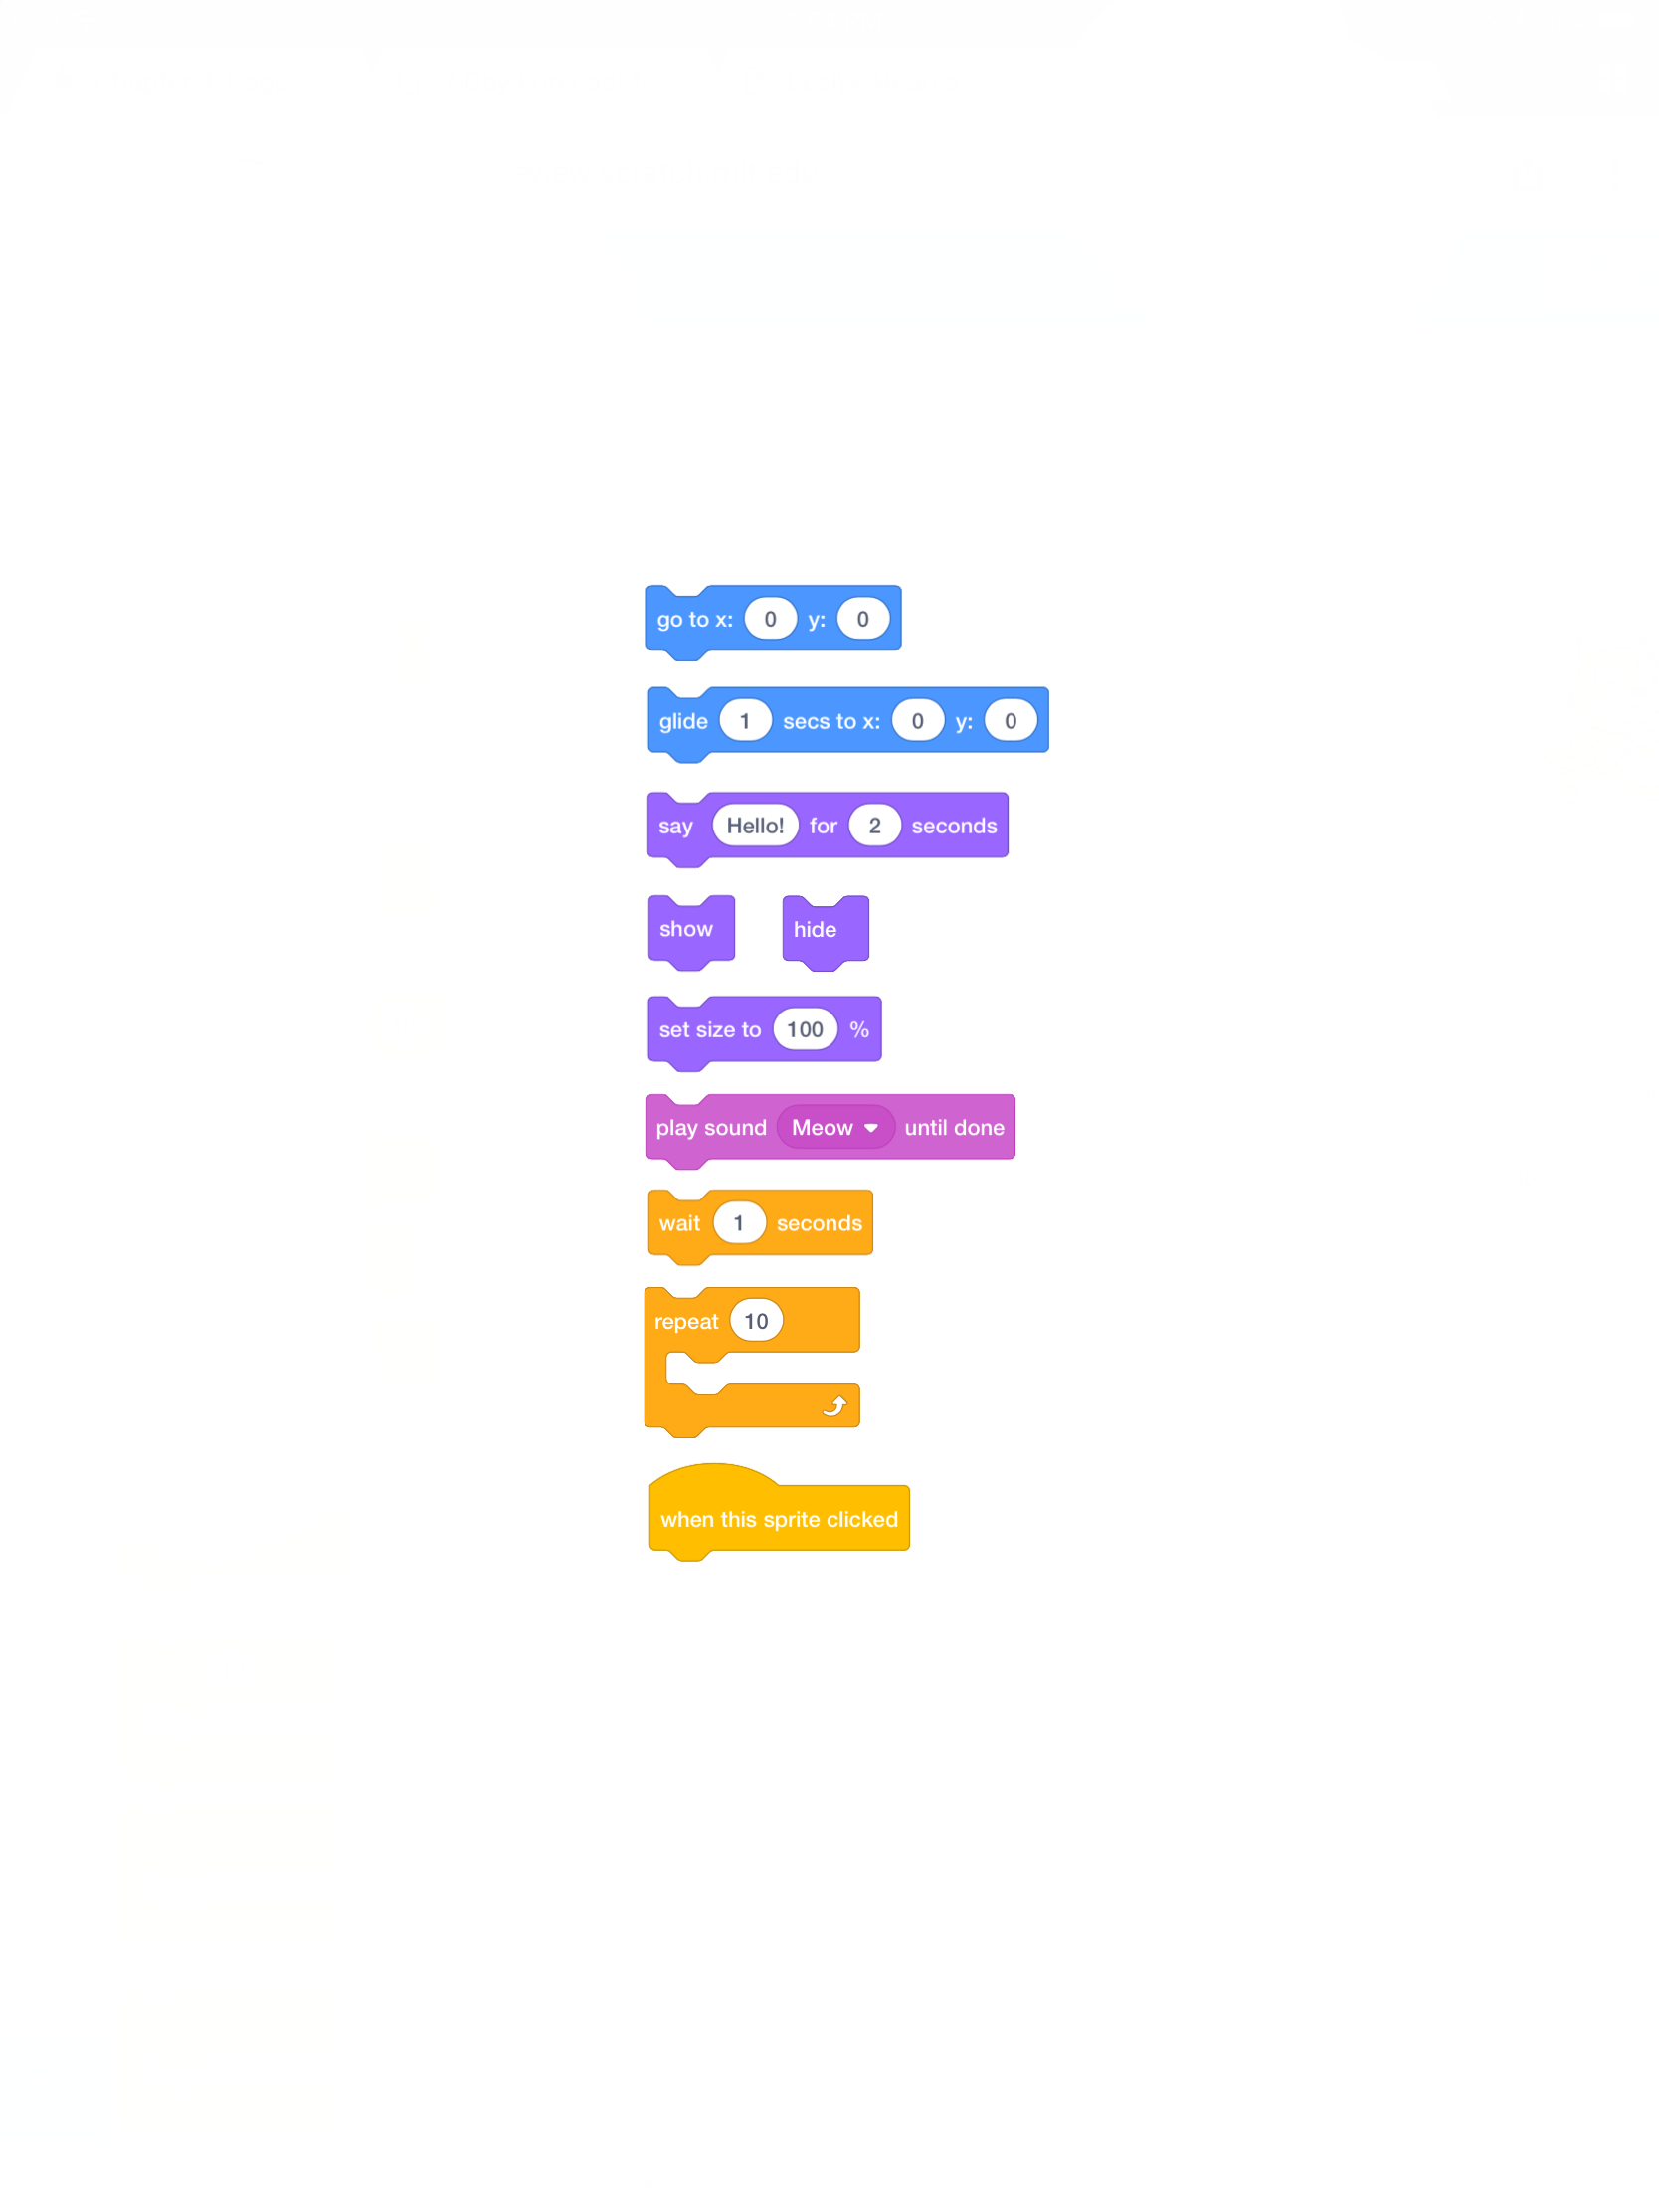 go to x: 0 y: 0
glide 1 secs to x: 0 y: 0
say Hello! for 2 seconds
show hide
set size to 100 %
play sound Meow until done
wait 1 seconds
repeat 10
when this sprite clicked